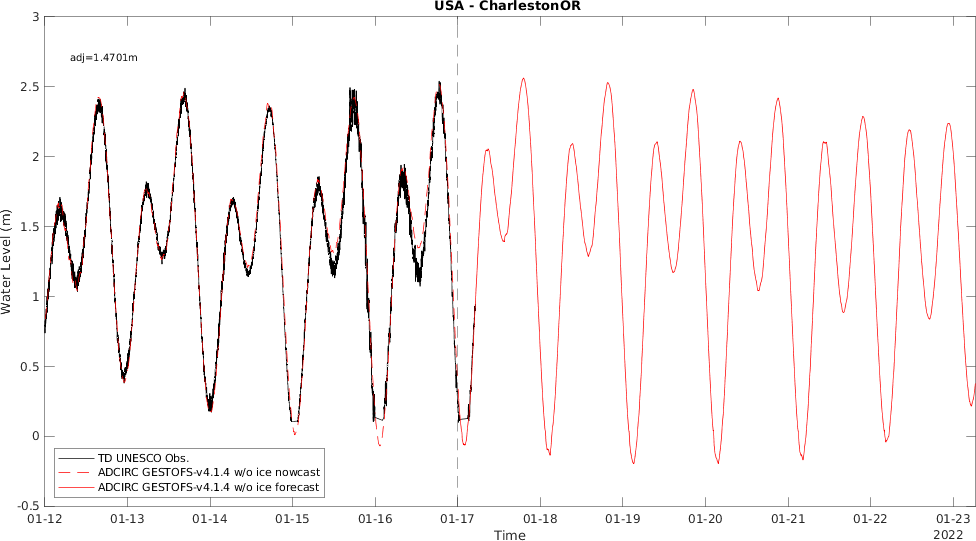 USA - CharlestonOR
adj=1.4701m
Water Level (m)
3
2.5
2
1.5
1
0.5
0
-0.5
TD UNESCO Obs.
ADCIRC GESTOFS-v4.1.4 w/o ice nowcast
ADCIRC GESTOFS-v4.1.4 w/o ice forecast
01-12 01-13 01-14 01-15 01-16 01-17 01-18 01-19 01-20 01-21 01-22 01-23
Time
2022